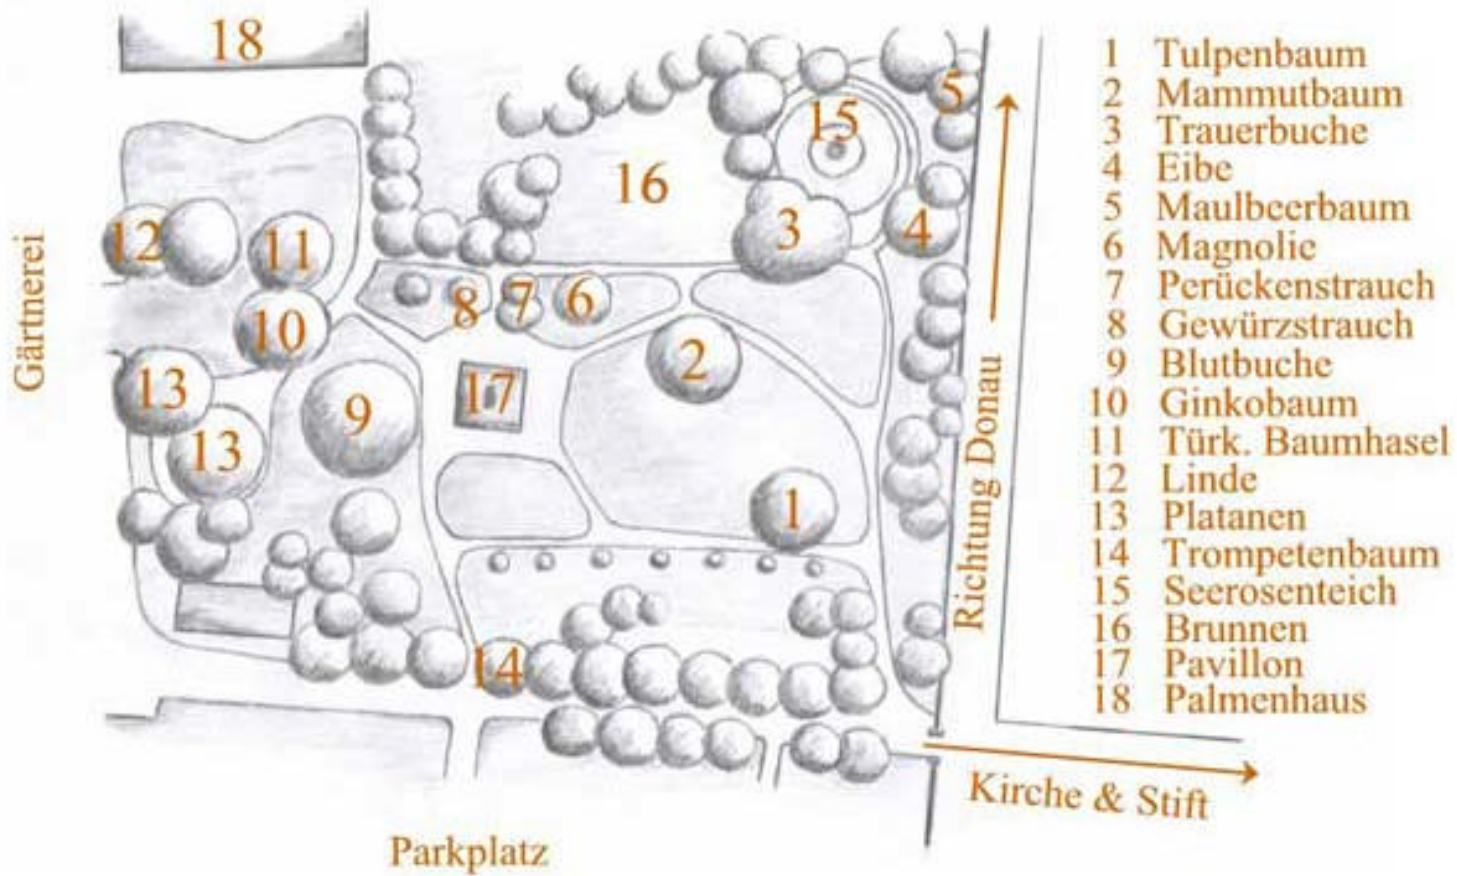 18
15
5
16
12
11
3
4
8
7
6
10
2
17
13
9
13
1
14
Gärtnerei
Richtung Donau
Kirche & Stift
Parkplatz
1 Tulpenbaum
2 Mammutbaum
3 Trauerbuche
4 Eibe
5 Maulbeerbaum
6 Magnolie
7 Perückenstrauch
8 Gewürzstrauch
9 Blutbuche
10 Ginkobaum
11 Türk. Baumhasel
12 Linde
13 Platanen
14 Trompetenbaum
15 Seerosenteich
16 Brunnen
17 Pavillon
18 Palmenhaus